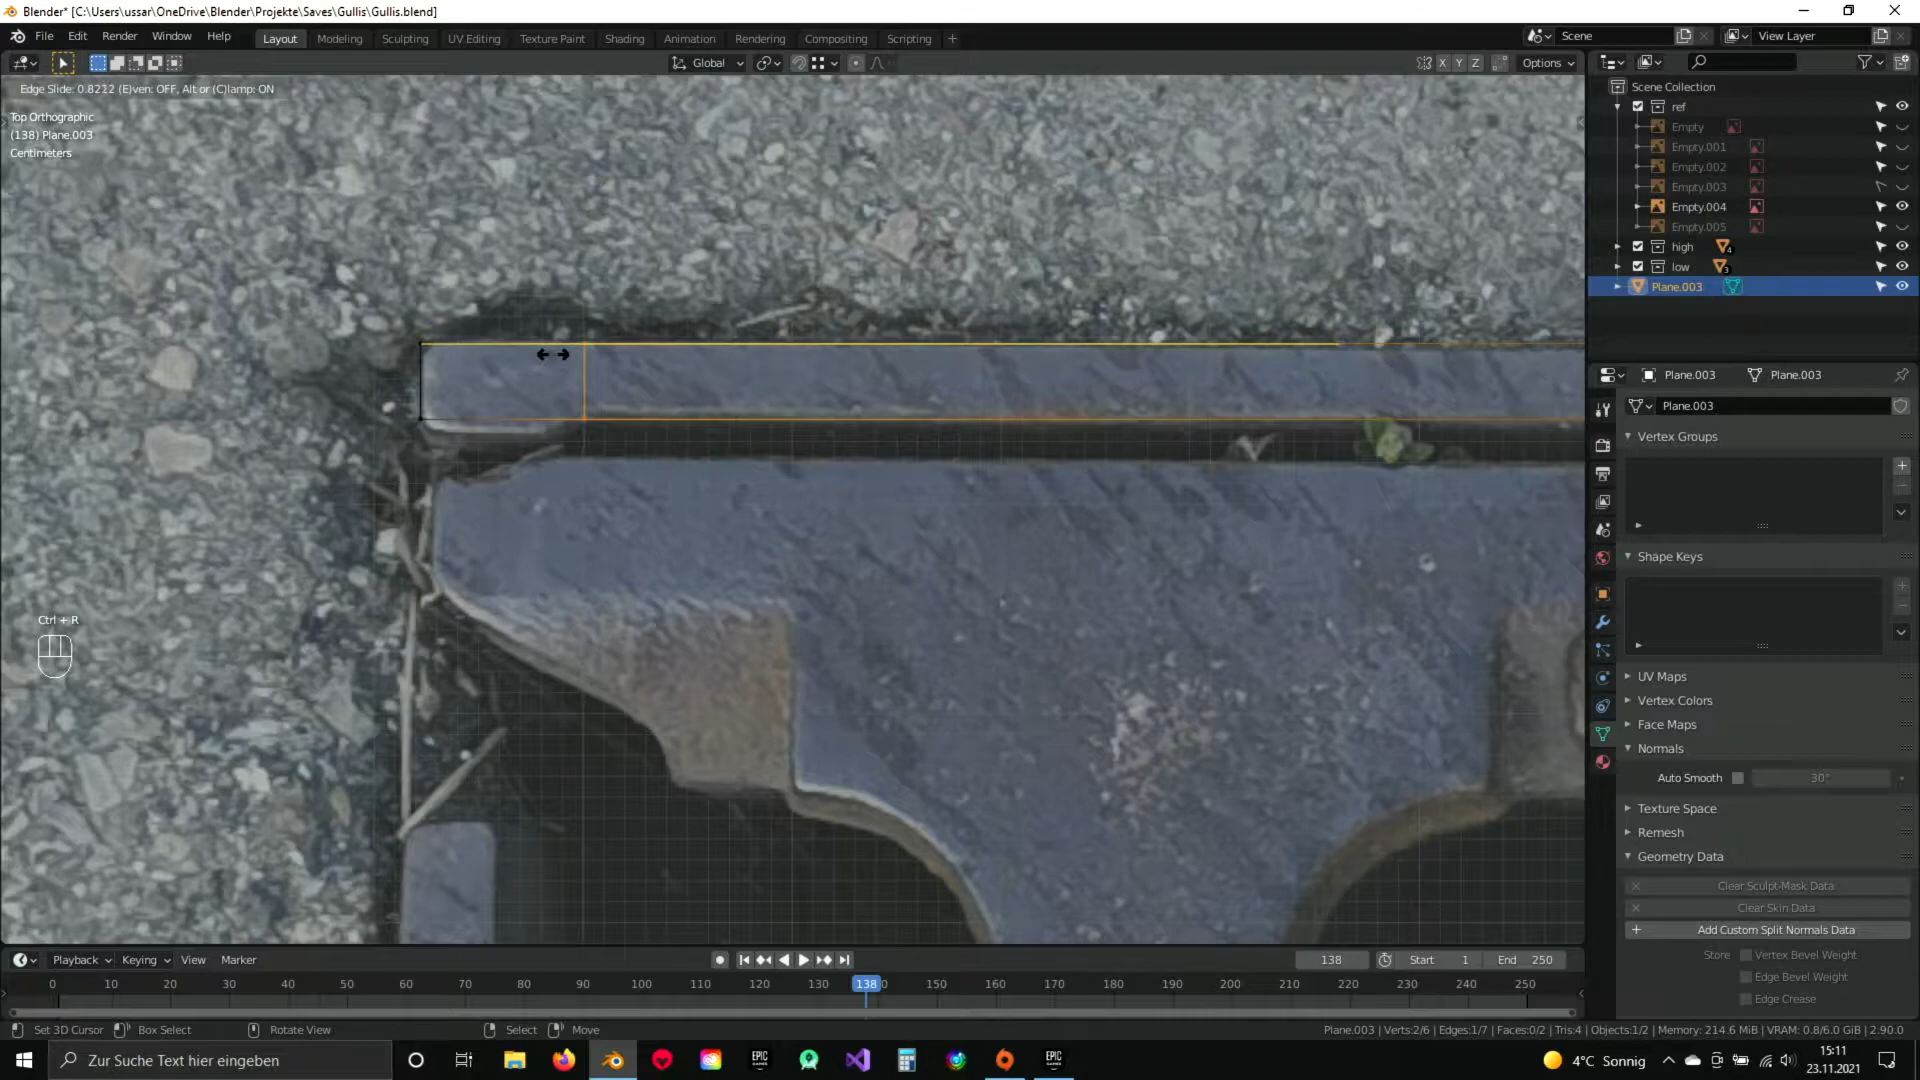 Blender* [C:\Users\ussar\OneDrive\Blender\Projekte\Saves\Gullis\Gullis.blend]
File Edit Render Window Help Layout Modeling Sculpting UV Editing Texture Paint Shading Animation Rendering Compositing Scripting + Scene View Layer
Global X Y Z Options
Edge Slide: 0.8212 (E)ven: OFF, Alt or (C)lamp: ON
Top Orthographic
(138) Plane.003
Centimeters
Scene Collection
ref
Empty
Empty.001
Empty.002
Empty.003
Empty.004
Empty.005
high 4
low 3
Plane.003
Plane.003 Plane.003
Plane.003
Vertex Groups
Shape Keys
Ctrl + R
UV Maps
Vertex Colors
Face Maps
Normals
Auto Smooth 30°
Texture Space
Remesh
Geometry Data
Clear Sculpt-Mask Data
Clear Skin Data
Add Custom Split Normals Data
Store Vertex Bevel Weight
Edge Bevel Weight
Edge Crease
Playback Keying View Marker 138 Start 1 End 250
0 10 20 30 40 50 60 70 80 90 100 110 120 130 138 0 150 160 170 180 190 200 210 220 230 240 250
Set 3D Cursor Box Select Rotate View Select Move Plane.003 | Verts:2/6 | Edges:1/7 | Faces:0/2 | Tris:4 | Objects:1/2 | Memory: 214.6 MiB | VRAM: 0.8/6.0 GiB | 2.90.0
Zur Suche Text hier eingeben EPIC GAMES EPIC GAMES 4°C Sonnig 15:11
23.11.2021